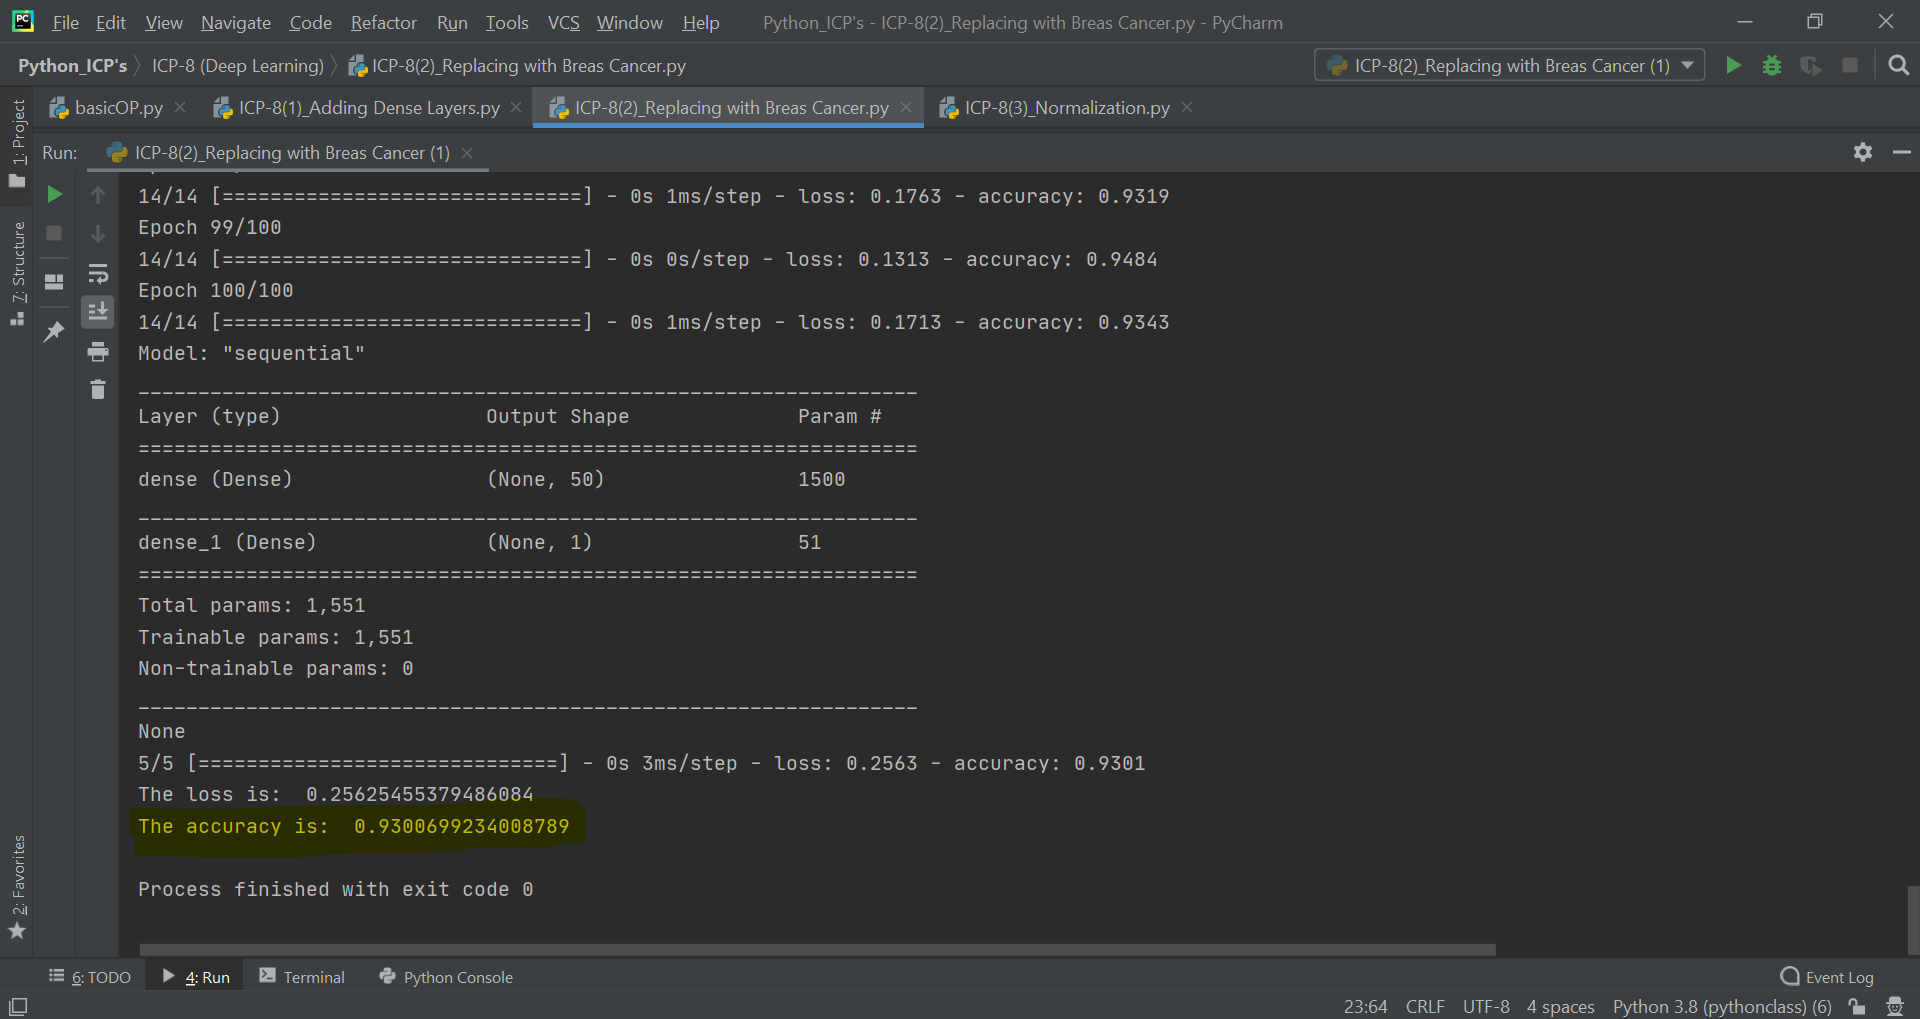 PC File Edit View Navigate Code Refactor Run Tools VCS Window Help Python_ICP's - ICP-8(2)_Replacing with Breas Cancer.py - PyCharm
Python_ICP's ICP-8 (Deep Learning) ICP-8(2)_Replacing with Breas Cancer.py ICP-8(2)_Replacing with Breas Cancer (1)
basicOP.py ICP-8(1)_Adding Dense Layers.py ICP-8(2)_Replacing with Breas Cancer.py ICP-8(3)_Normalization.py
1: Project
7: Structure
2: Favorites
Run: ICP-8(2)_Replacing with Breas Cancer (1)
14/14 [==============================] - 0s 1ms/step - loss: 0.1763 - accuracy: 0.9319
Epoch 99/100
14/14 [==============================] - 0s 0s/step - loss: 0.1313 - accuracy: 0.9484
Epoch 100/100
14/14 [==============================] - 0s 1ms/step - loss: 0.1713 - accuracy: 0.9343
Model: "sequential"
_________________________________________________________________
Layer (type) Output Shape Param #
=================================================================
dense (Dense) (None, 50) 1500
_________________________________________________________________
dense_1 (Dense) (None, 1) 51
=================================================================
Total params: 1,551
Trainable params: 1,551
Non-trainable params: 0
_________________________________________________________________
None
5/5 [==============================] - 0s 3ms/step - loss: 0.2563 - accuracy: 0.9301
The loss is:  0.25625455379486084
The accuracy is:  0.9300699234008789
Process finished with exit code 0
6: TODO 4: Run Terminal Python Console Event Log
23:64 CRLF UTF-8 4 spaces Python 3.8 (pythonclass) (6)